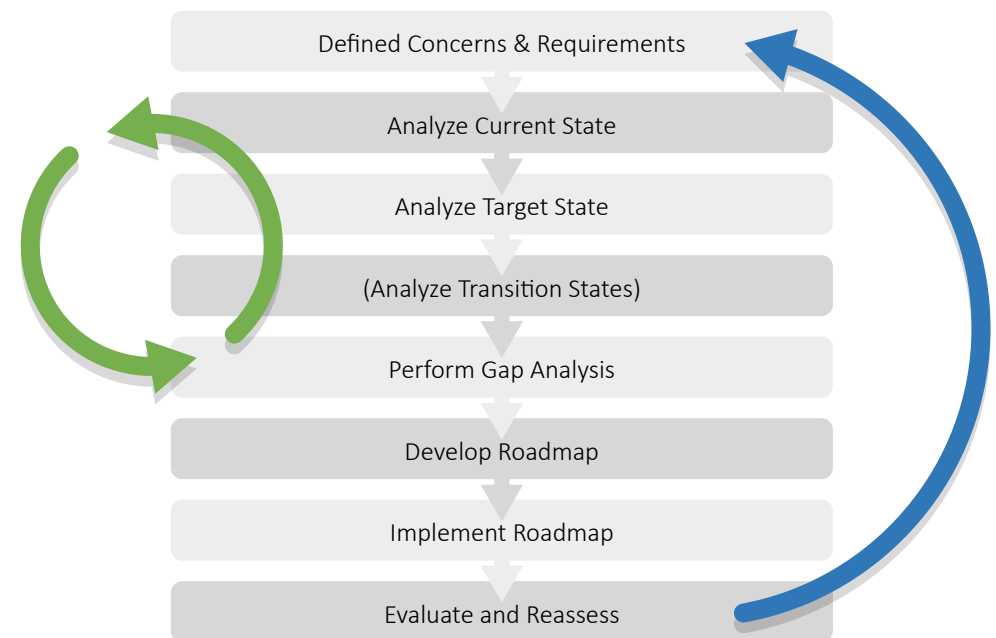 Defined Concerns & Requirements
Analyze Current State
Analyze Target State
(Analyze Transition States)
Perform Gap Analysis
Develop Roadmap
Implement Roadmap
Evaluate and Reassess